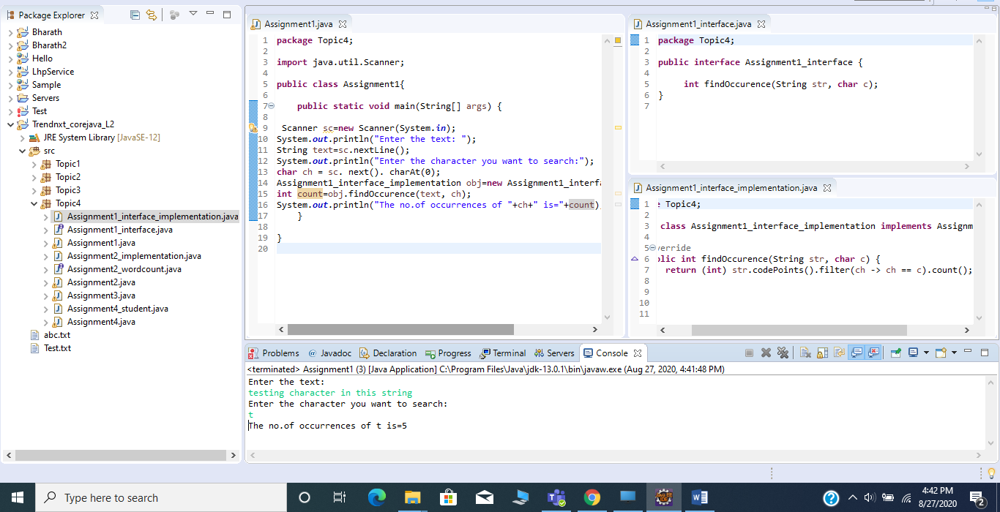 Package Explorer
Bharath
Bharath2
Hello
LhpService
Sample
Servers
Test
Trendnxt_corejava_L2
JRE System Library [JavaSE-12]
src
Topic1
Topic2
Topic3
Topic4
Assignment1_interface_implementation.java
Assignment1_interface.java
Assignment1.java
Assignment2_implementation.java
Assignment2_wordcount.java
Assignment2.java
Assignment3.java
Assignment4_student.java
Assignment4.java
abc.txt
Test.txt
Assignment1.java
1 package Topic4;
2
3 import java.util.Scanner;
4
5 public class Assignment1{
6
7 public static void main(String[] args) {
8
9 Scanner sc=new Scanner(System.in);
10 System.out.println("Enter the text: ");
11 String text=sc.nextLine();
12 System.out.println("Enter the character you want to search:");
13 char ch = sc. next(). charAt(0);
14 Assignment1_interface_implementation obj=new Assignment1_interfa
15 int count=obj.findOccurence(text, ch);
16 System.out.println("The no.of occurrences of "+ch+" is="+count)
17 }
18
19 }
20
Assignment1_interface.java
1 package Topic4;
2
3 public interface Assignment1_interface {
4
5 int findOccurence(String str, char c);
6 }
7
Assignment1_interface_implementation.java
1 e Topic4;
2
3 class Assignment1_interface_implementation implements Assignm
4
5 verride
6 blic int findOccurence(String str, char c) {
7 return (int) str.codePoints().filter(ch -> ch == c).count();
8
9
10
11
Problems @ Javadoc Declaration Progress Terminal Servers Console
<terminated> Assignment1 (3) [Java Application] C:\Program Files\Java\jdk-13.0.1\bin\javaw.exe (Aug 27, 2020, 4:41:48 PM)
Enter the text:
testing character in this string
Enter the character you want to search:
t
The no.of occurrences of t is=5
Type here to search
4:42 PM
8/27/2020
2